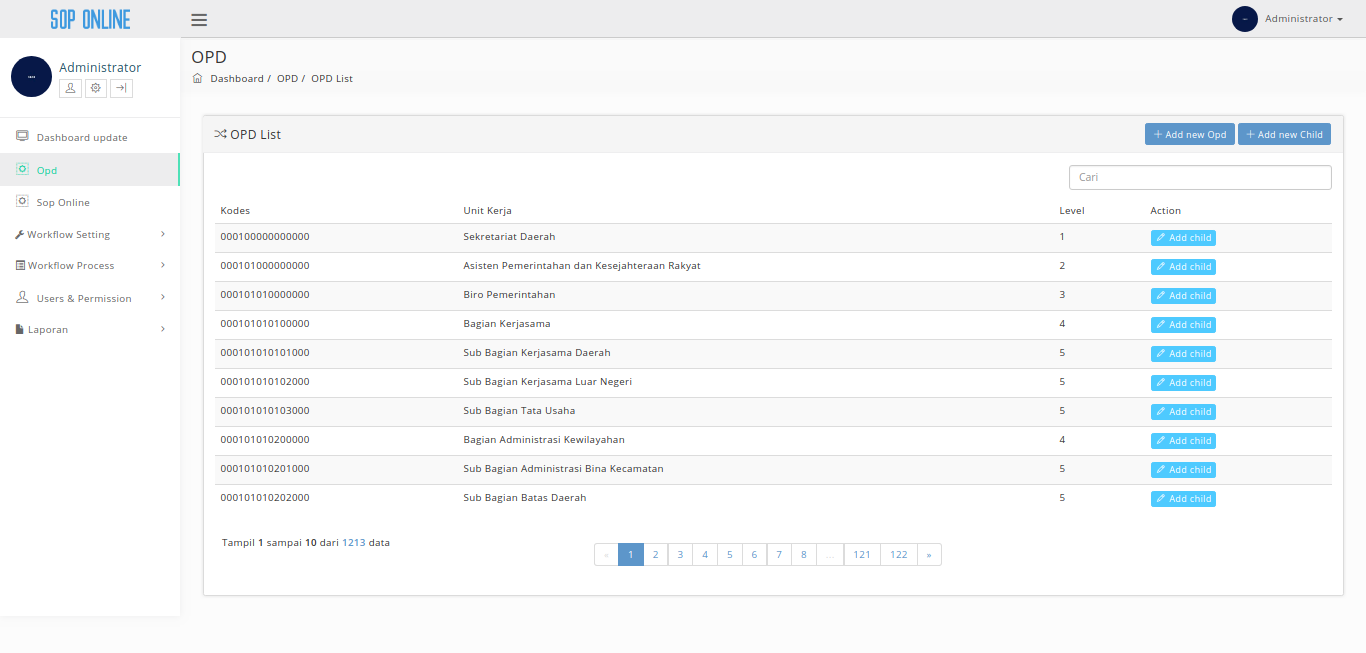 SOP ONLINE
Administrator
Administrator
Dashboard update
Opd
Sop Online
Workflow Setting
Workflow Process
Users & Permission
Laporan
OPD
Dashboard / OPD / OPD List
OPD List
+ Add new Opd + Add new Child
Cari
Kodes Unit Kerja Level Action
000100000000000 Sekretariat Daerah 1 Add child
000101000000000 Asisten Pemerintahan dan Kesejahteraan Rakyat 2 Add child
000101010000000 Biro Pemerintahan 3 Add child
000101010100000 Bagian Kerjasama 4 Add child
000101010101000 Sub Bagian Kerjasama Daerah 5 Add child
000101010102000 Sub Bagian Kerjasama Luar Negeri 5 Add child
000101010103000 Sub Bagian Tata Usaha 5 Add child
000101010200000 Bagian Administrasi Kewilayahan 4 Add child
000101010201000 Sub Bagian Administrasi Bina Kecamatan 5 Add child
000101010202000 Sub Bagian Batas Daerah 5 Add child
Tampil 1 sampai 10 dari 1213 data
« 1 2 3 4 5 6 7 8 ... 121 122 »